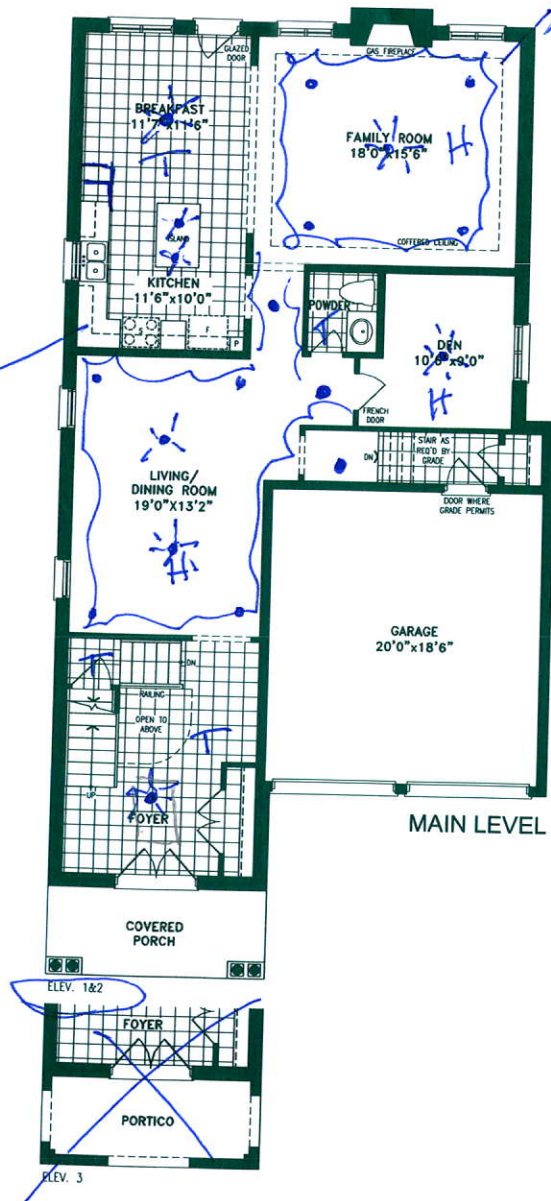 GLAZED
DOOR
GAS FIREPLACE
BREAKFAST
11'7"X11'6"
T
FAMILY ROOM
18'0"X15'6"
H
ISLAND
COFFERED CEILING
KITCHEN
11'6"X10'0"
F
P
POWDER
T
DEN
10'6"X9'0"
H
FRENCH
DOOR
STAIR AS
REQ'D BY
GRADE
DN
DOOR WHERE
GRADE PERMITS
LIVING/
DINING ROOM
19'0"X13'2"
H
GARAGE
20'0"X18'6"
T
DN
RAILING
OPEN TO
ABOVE
T
UP
FOYER
MAIN LEVEL
COVERED
PORCH
ELEV. 1&2
FOYER
PORTICO
ELEV. 3